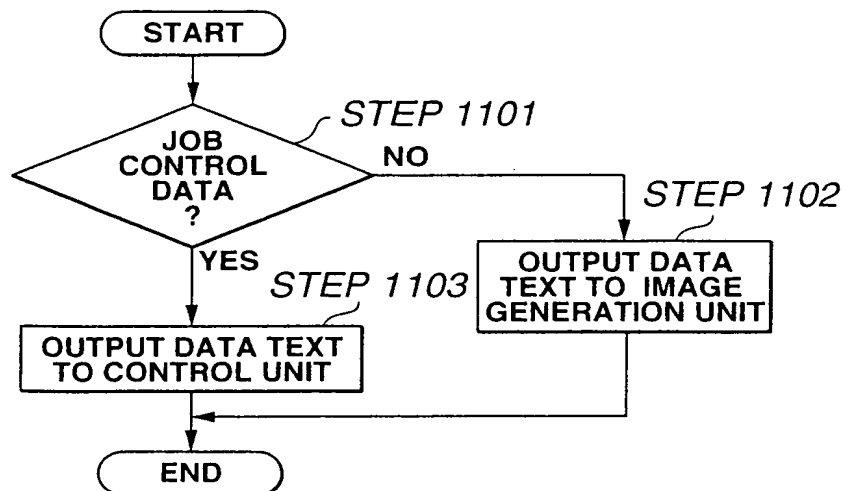 START
STEP 1101
JOB
CONTROL
DATA
?
NO
YES
STEP 1102
OUTPUT DATA
TEXT TO IMAGE
GENERATION UNIT
STEP 1103
OUTPUT DATA TEXT
TO CONTROL UNIT
END